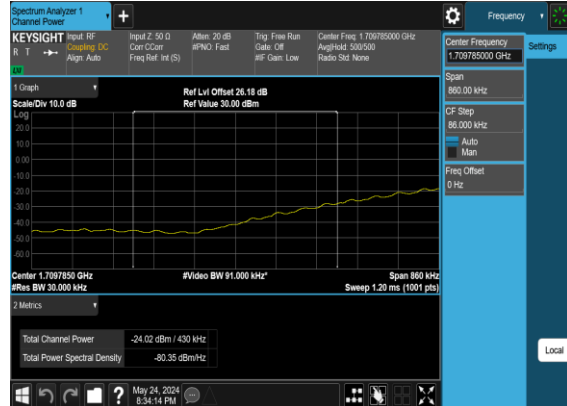 Spectrum Analyzer 1
Channel Power
+
Frequency
KEYSIGHT
R T
LW
Input: RF
Coupling: DC
Align: Auto
Input Z: 50 Ω
Corr CCorr
Freq Ref: Int (S)
Atten: 20 dB
#PNO: Fast
Trig: Free Run
Gate: Off
#IF Gain: Low
Center Freq: 1.709785000 GHz
Avg|Hold: 500/500
Radio Std: None
Center Frequency
1.709785000 GHz
Settings
Span
860.00 kHz
CF Step
86.000 kHz
Auto
Man
Freq Offset
0 Hz
1 Graph
Scale/Div 10.0 dB
Ref Lvl Offset 26.18 dB
Ref Value 30.00 dBm
Log
20.0
10.0
0.00
-10.0
-20.0
-30.0
-40.0
-50.0
-60.0
Center 1.7097850 GHz
#Res BW 30.000 kHz
#Video BW 91.000 kHz*
Span 860 kHz
Sweep 1.20 ms (1001 pts)
2 Metrics
Total Channel Power -24.02 dBm / 430 kHz
Total Power Spectral Density -80.35 dBm/Hz
Local
?
May 24, 2024
8:34:14 PM